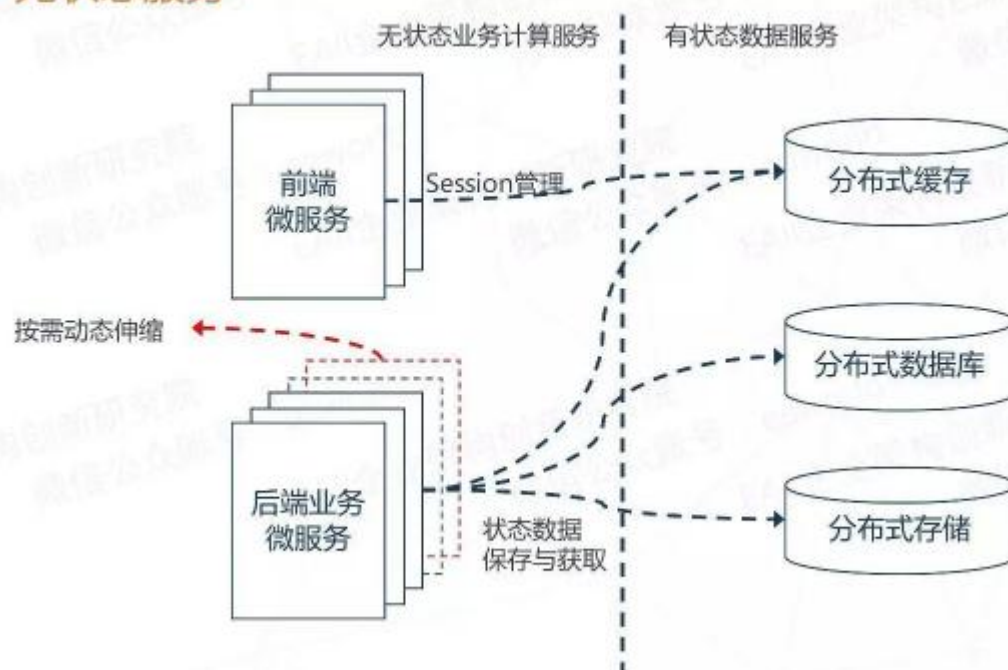 无状态业务计算服务
有状态数据服务
前端
微服务
Session管理
分布式缓存
按需动态伸缩
分布式数据库
后端业务
微服务
状态数据
保存与获取
分布式存储